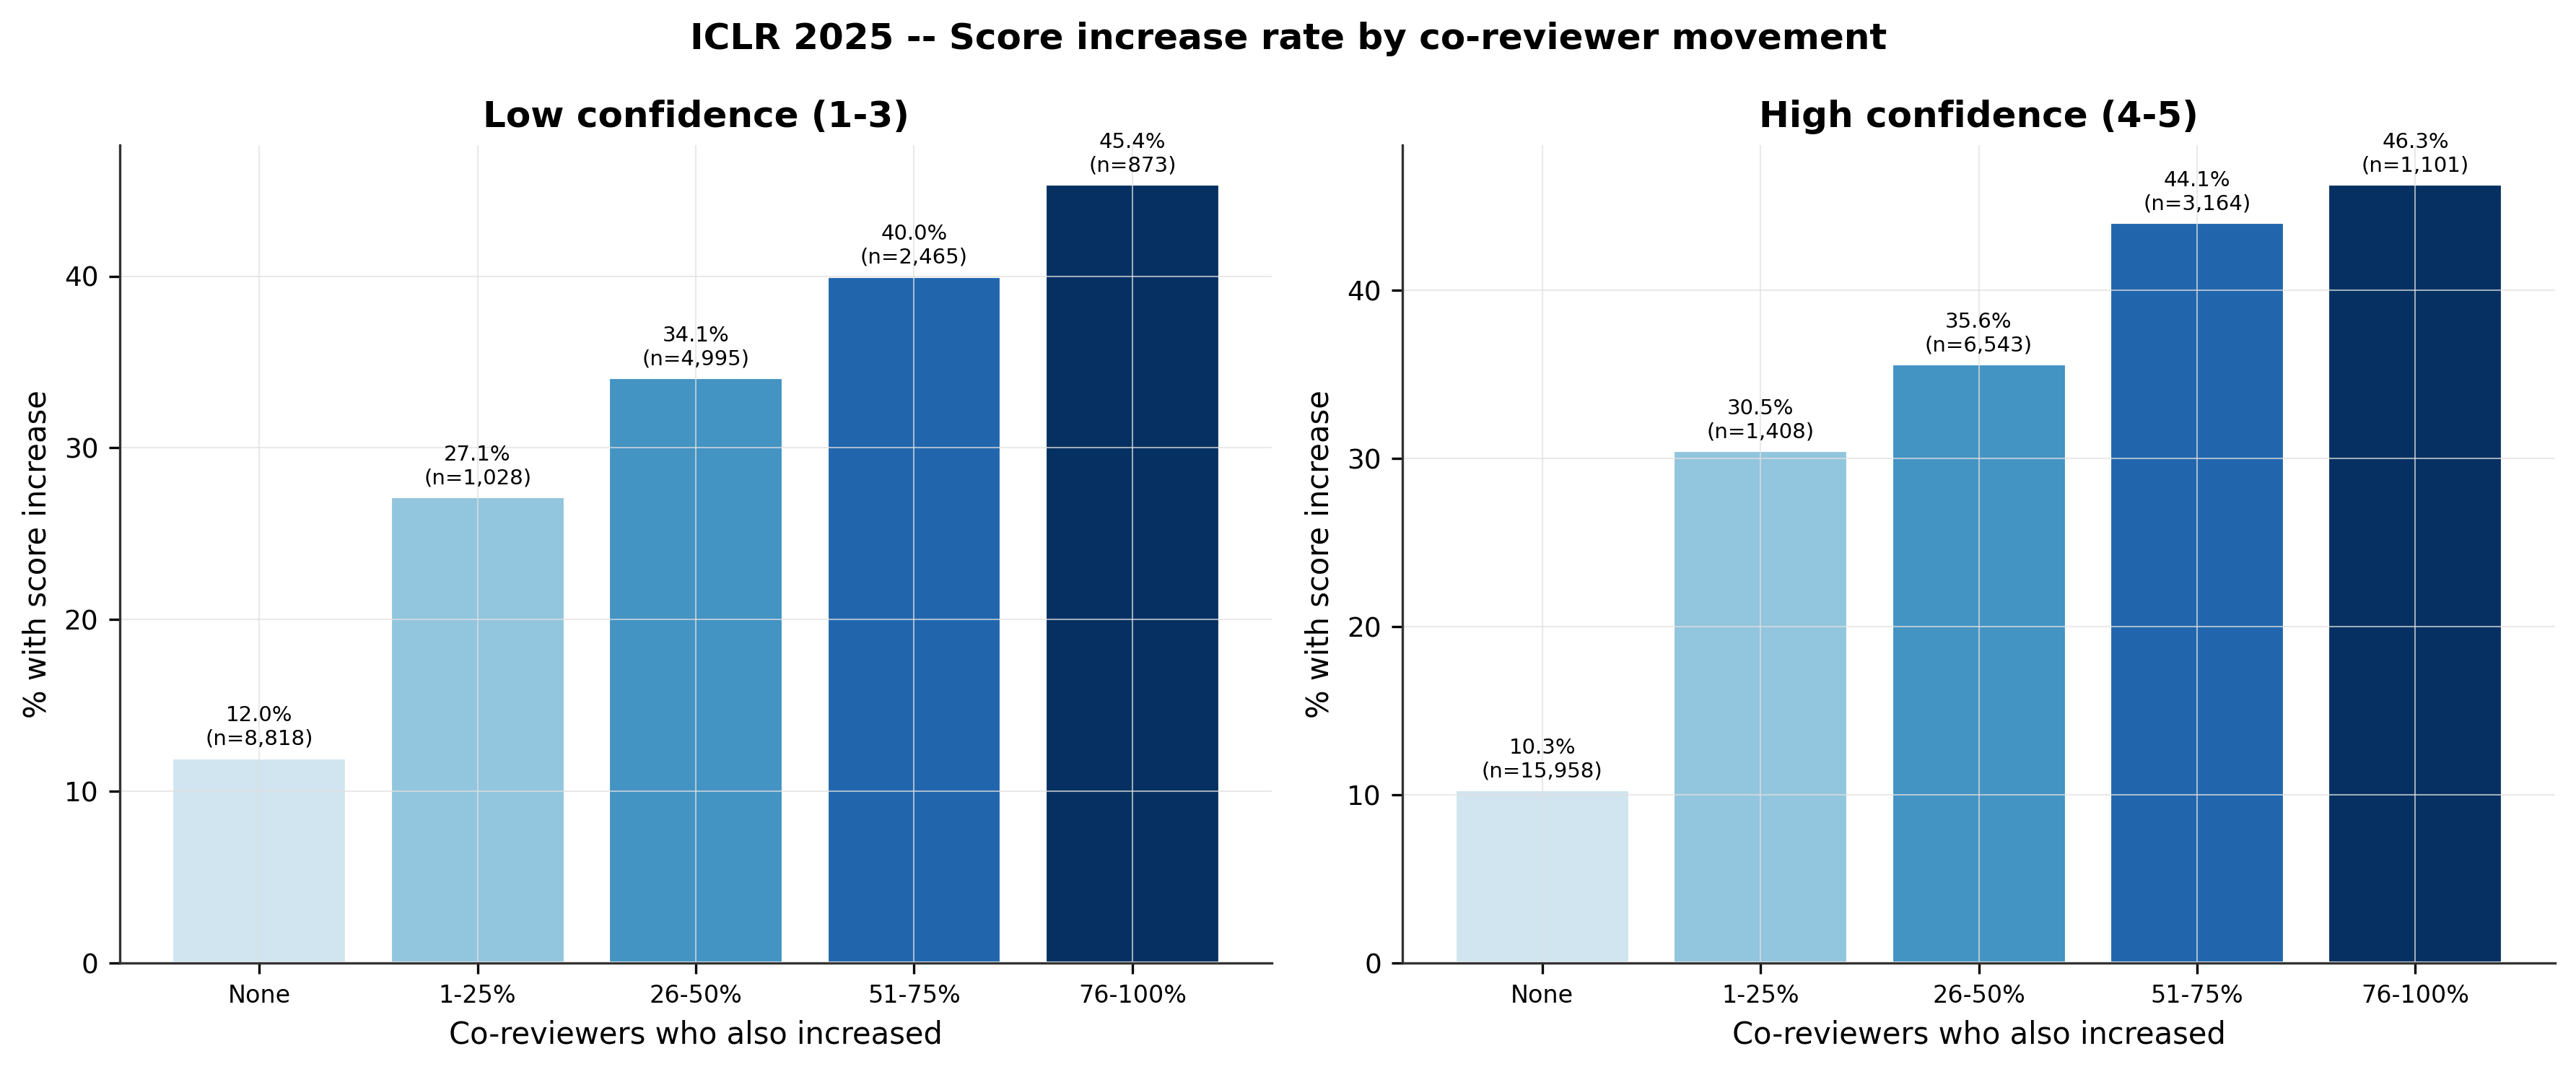 ICLR 2025 -- Score increase rate by co-reviewer movement
Low confidence (1-3)
% with score increase
40
30
20
10
0
12.0%
(n=8,818)
27.1%
(n=1,028)
34.1%
(n=4,995)
40.0%
(n=2,465)
45.4%
(n=873)
None
1-25%
26-50%
51-75%
76-100%
Co-reviewers who also increased
High confidence (4-5)
% with score increase
40
30
20
10
0
10.3%
(n=15,958)
30.5%
(n=1,408)
35.6%
(n=6,543)
44.1%
(n=3,164)
46.3%
(n=1,101)
None
1-25%
26-50%
51-75%
76-100%
Co-reviewers who also increased